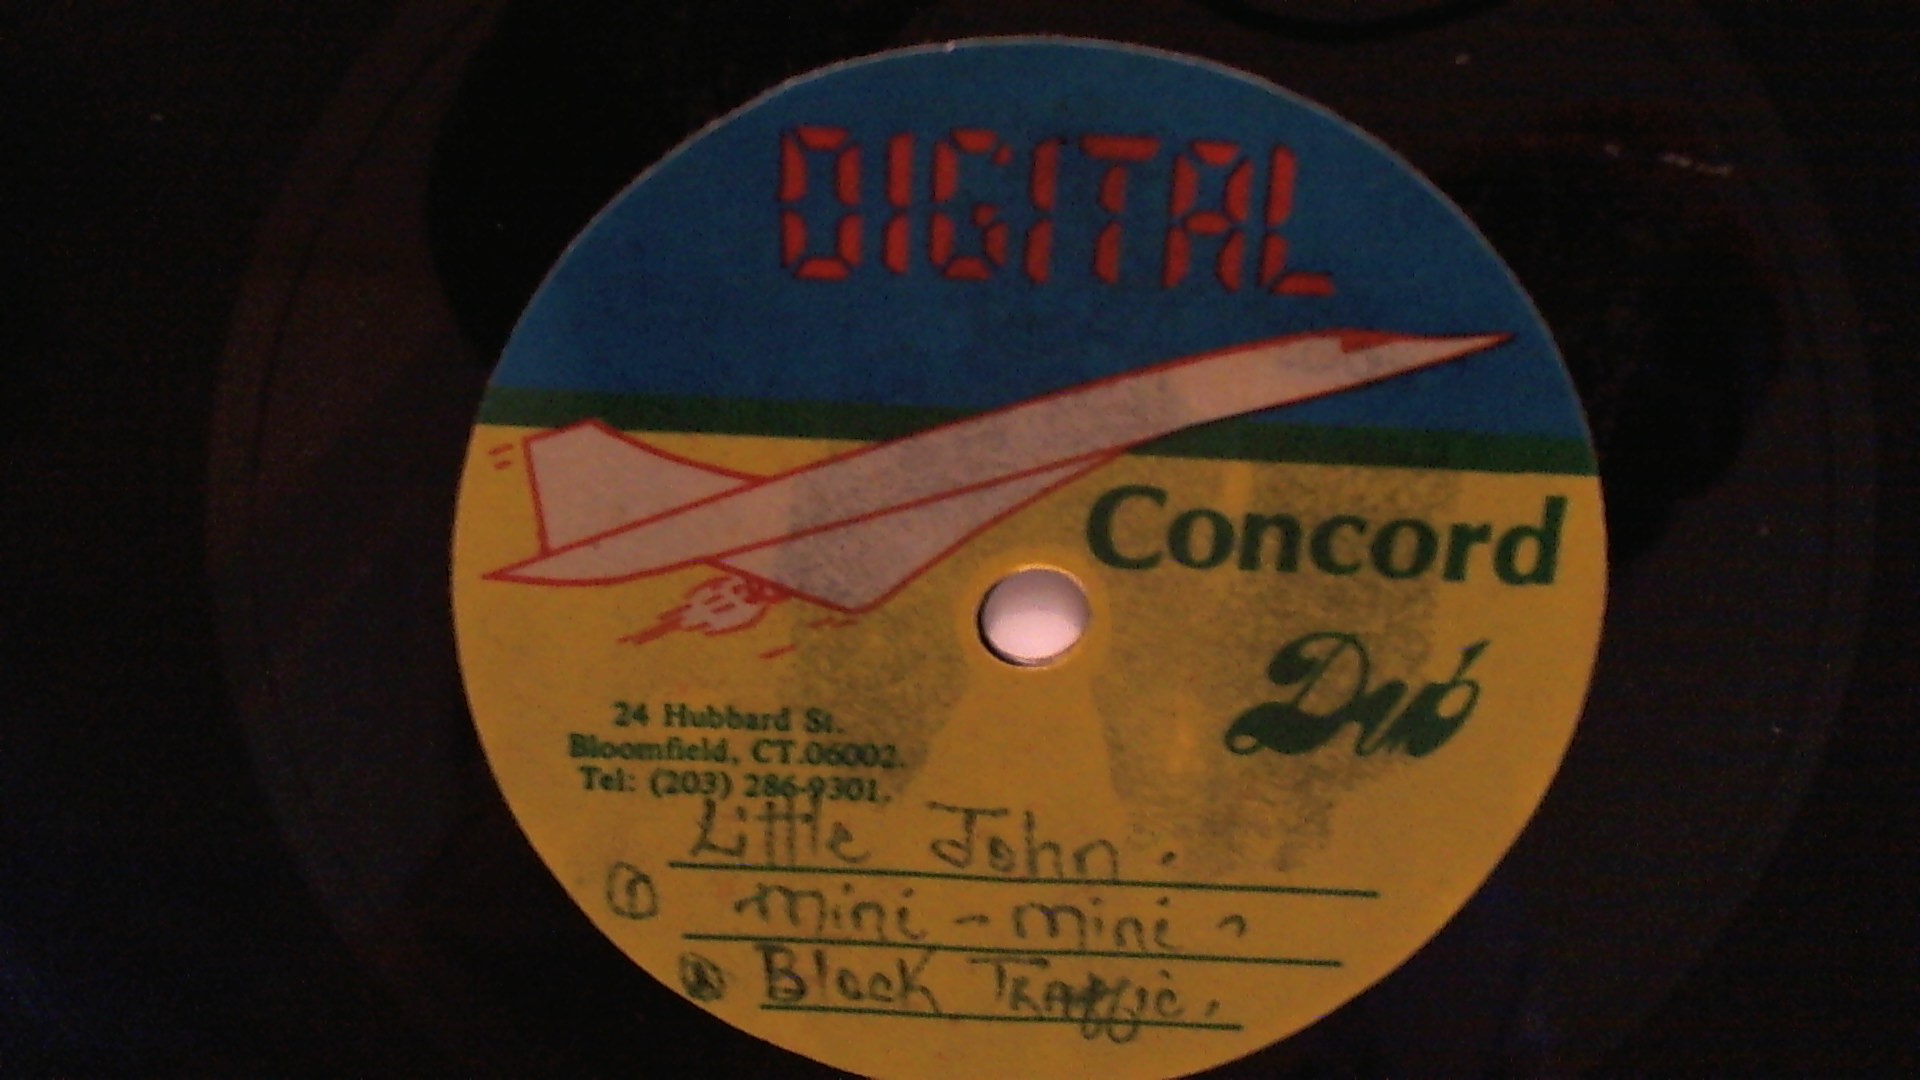 DIGITAL
Concord
Dub
24 Hubbard St.
Bloomfield, CT.06002.
Tel: (203) 286-9301.
Little John.
① mini - mini
② Block Traffic.